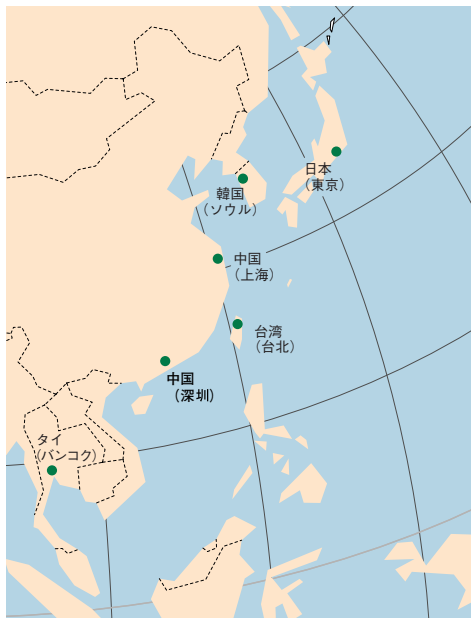 日本
（東京）
韓国
（ソウル）
中国
（上海）
台湾
（台北）
中国
（深圳）
タイ
（バンコク）